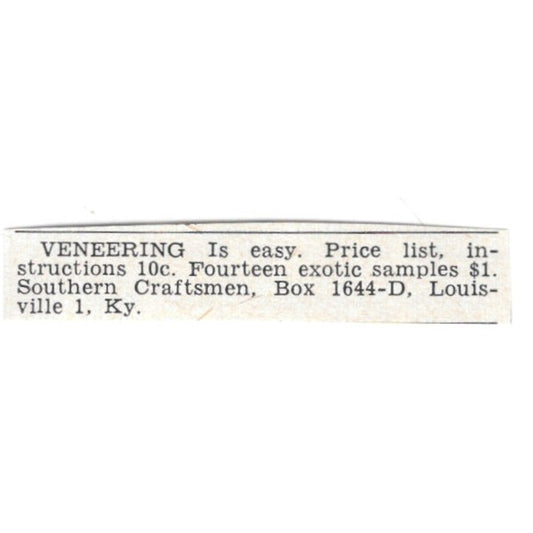 VENEERING Is easy. Price list, in-
structions 10c. Fourteen exotic samples $1.
Southern Craftsmen, Box 1644-D, Louis-
ville 1, Ky.